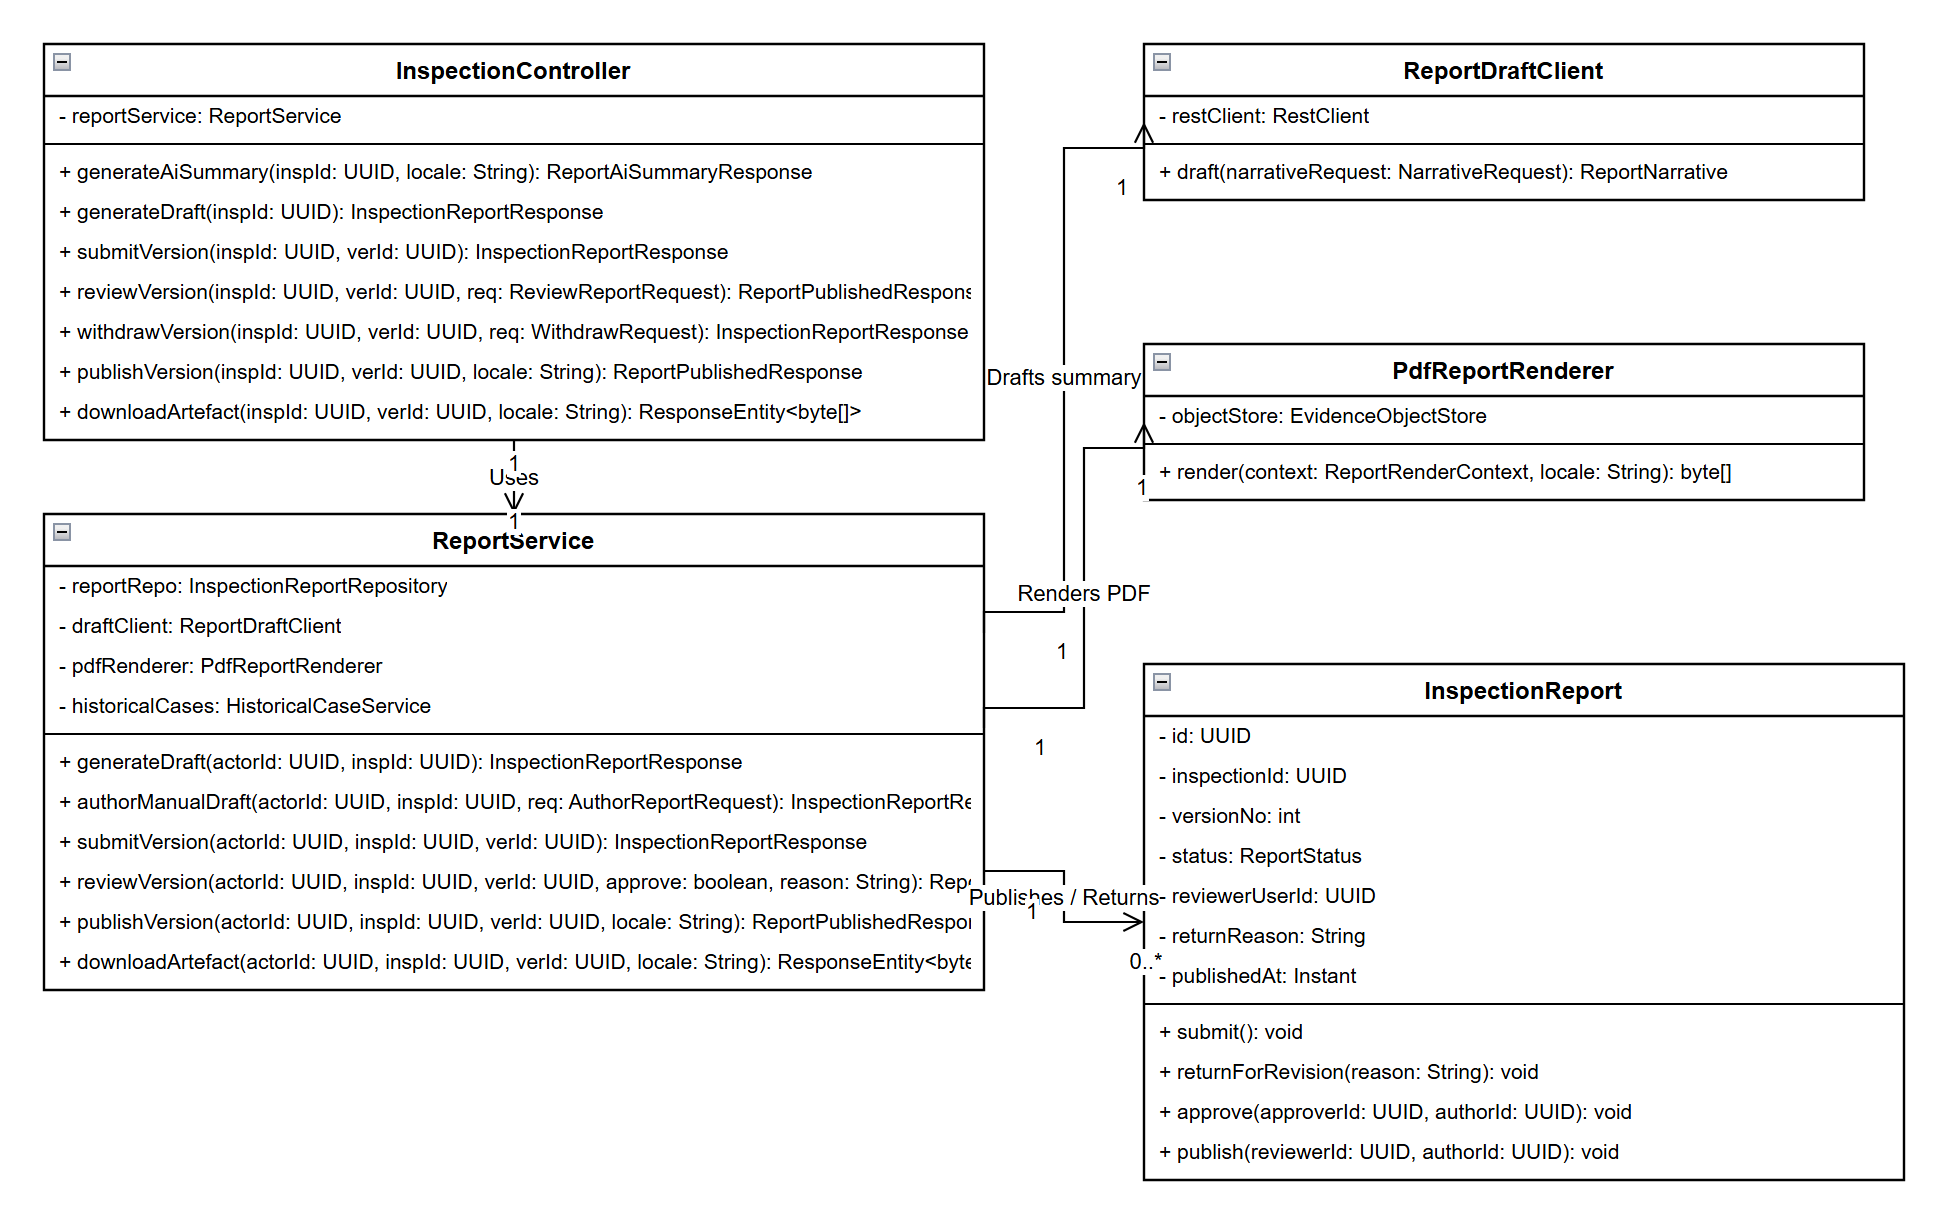 InspectionController
- reportService: ReportService
+ generateAiSummary(inspId: UUID, locale: String): ReportAiSummaryResponse
+ generateDraft(inspId: UUID): InspectionReportResponse
+ submitVersion(inspId: UUID, verId: UUID): InspectionReportResponse
+ reviewVersion(inspId: UUID, verId: UUID, req: ReviewReportRequest): ReportPublishedRespons
+ withdrawVersion(inspId: UUID, verId: UUID, req: WithdrawRequest): InspectionReportResponse
+ publishVersion(inspId: UUID, verId: UUID, locale: String): ReportPublishedResponse
+ downloadArtefact(inspId: UUID, verId: UUID, locale: String): ResponseEntity<byte[]>
1
Uses
1
ReportService
- reportRepo: InspectionReportRepository
- draftClient: ReportDraftClient
- pdfRenderer: PdfReportRenderer
- historicalCases: HistoricalCaseService
+ generateDraft(actorId: UUID, inspId: UUID): InspectionReportResponse
+ authorManualDraft(actorId: UUID, inspId: UUID, req: AuthorReportRequest): InspectionReportRe
+ submitVersion(actorId: UUID, inspId: UUID, verId: UUID): InspectionReportResponse
+ reviewVersion(actorId: UUID, inspId: UUID, verId: UUID, approve: boolean, reason: String): Rep
+ publishVersion(actorId: UUID, inspId: UUID, verId: UUID, locale: String): ReportPublishedRespon
+ downloadArtefact(actorId: UUID, inspId: UUID, verId: UUID, locale: String): ResponseEntity<byte
1
Drafts summary
1
Renders PDF
1
1
Publishes / Returns
1
0..*
ReportDraftClient
- restClient: RestClient
+ draft(narrativeRequest: NarrativeRequest): ReportNarrative
PdfReportRenderer
- objectStore: EvidenceObjectStore
+ render(context: ReportRenderContext, locale: String): byte[]
InspectionReport
- id: UUID
- inspectionId: UUID
- versionNo: int
- status: ReportStatus
- reviewerUserId: UUID
- returnReason: String
- publishedAt: Instant
+ submit(): void
+ returnForRevision(reason: String): void
+ approve(approverId: UUID, authorId: UUID): void
+ publish(reviewerId: UUID, authorId: UUID): void